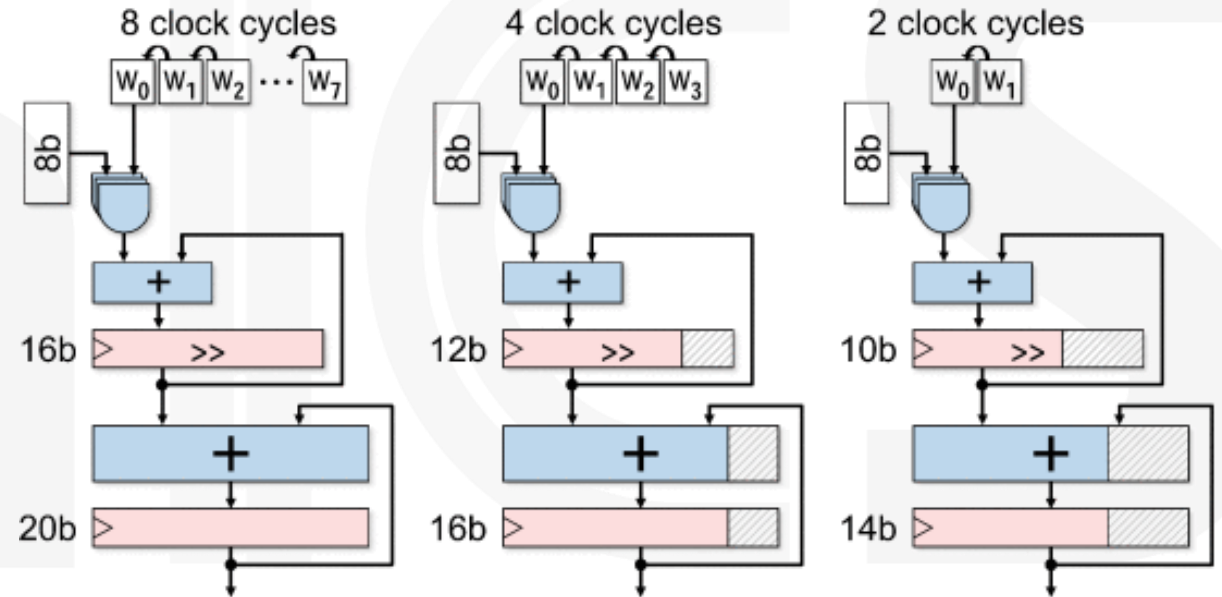 8 clock cycles
W0 W1 W2 ... W7
8b
+
16b >>
+
20b
4 clock cycles
W0 W1 W2 W3
8b
+
12b >>
+
16b
2 clock cycles
W0 W1
8b
+
10b >>
+
14b